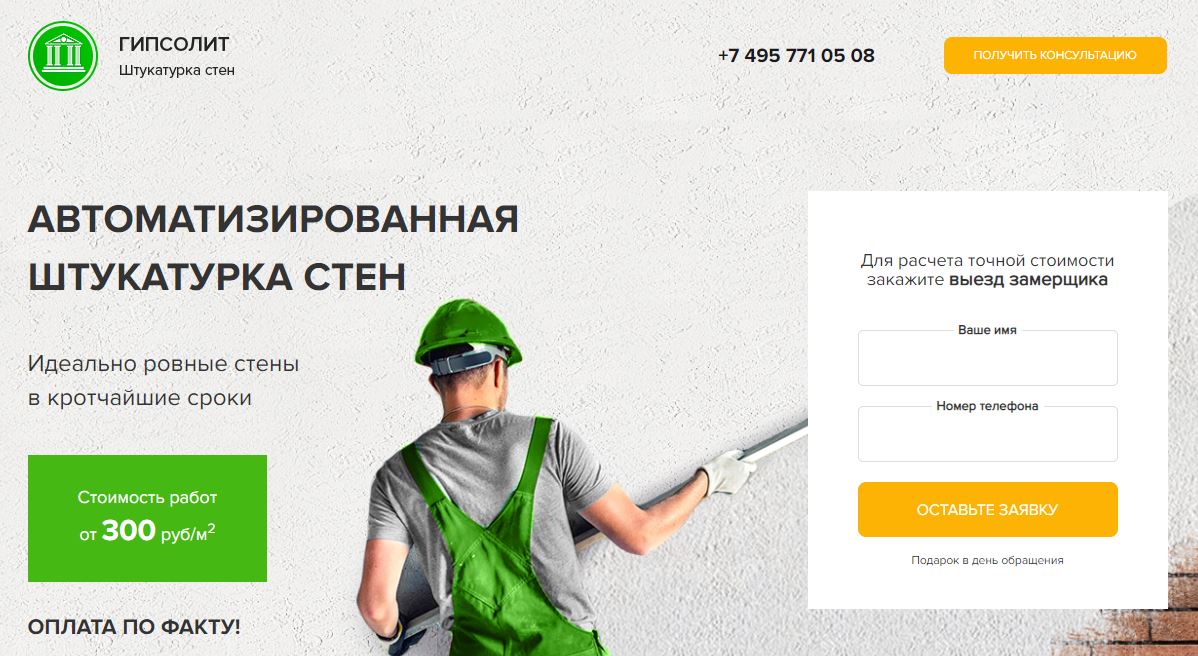 ГИПСОЛИТ
Штукатурка стен
+7 495 771 05 08
ПОЛУЧИТЬ КОНСУЛЬТАЦИЮ
АВТОМАТИЗИРОВАННАЯ
ШТУКАТУРКА СТЕН
Идеально ровные стены
в кротчайшие сроки
Стоимость работ
от 300 руб/м²
ОПЛАТА ПО ФАКТУ!
Для расчета точной стоимости
закажите выезд замерщика
Ваше имя
Номер телефона
ОСТАВЬТЕ ЗАЯВКУ
Подарок в день обращения